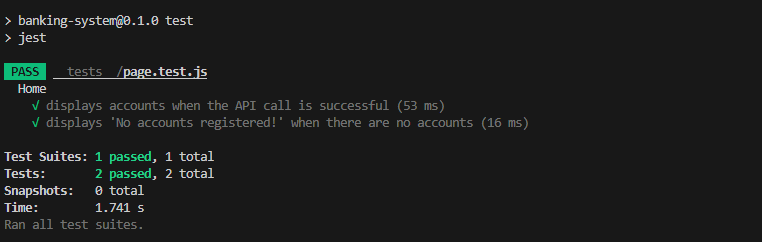 > banking-system@0.1.0 test
> jest
PASS __tests__/page.test.js
Home
√ displays accounts when the API call is successful (53 ms)
√ displays 'No accounts registered!' when there are no accounts (16 ms)
Test Suites: 1 passed, 1 total
Tests: 2 passed, 2 total
Snapshots: 0 total
Time: 1.741 s
Ran all test suites.